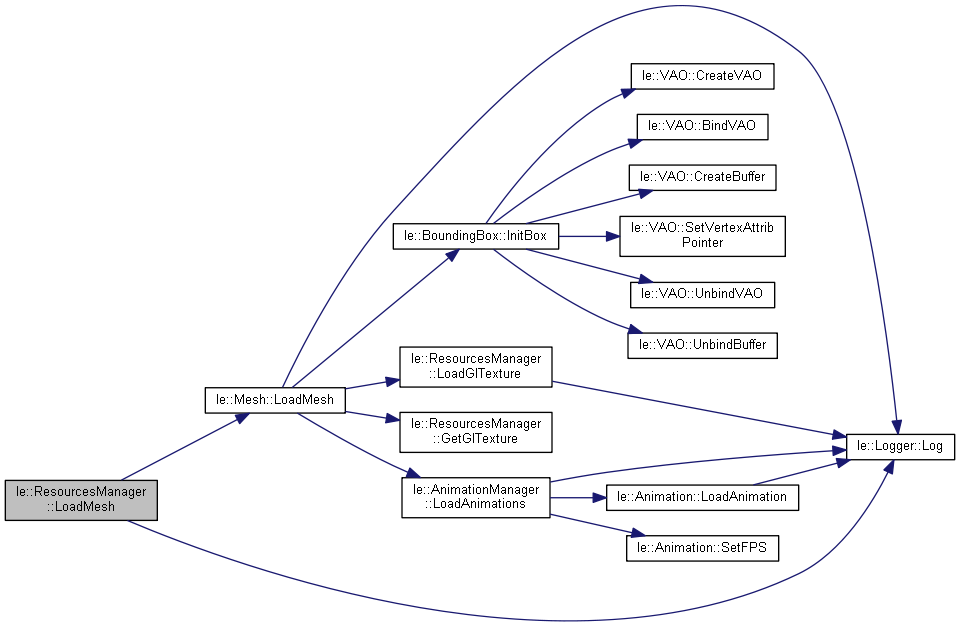 le::VAO::CreateVAO
le::VAO::BindVAO
le::VAO::CreateBuffer
le::VAO::SetVertexAttrib
Pointer
le::BoundingBox::InitBox
le::VAO::UnbindVAO
le::VAO::UnbindBuffer
le::ResourcesManager
::LoadGlTexture
le::Mesh::LoadMesh
le::ResourcesManager
::GetGlTexture
le::Logger::Log
le::ResourcesManager
::LoadMesh
le::AnimationManager
::LoadAnimations
le::Animation::LoadAnimation
le::Animation::SetFPS